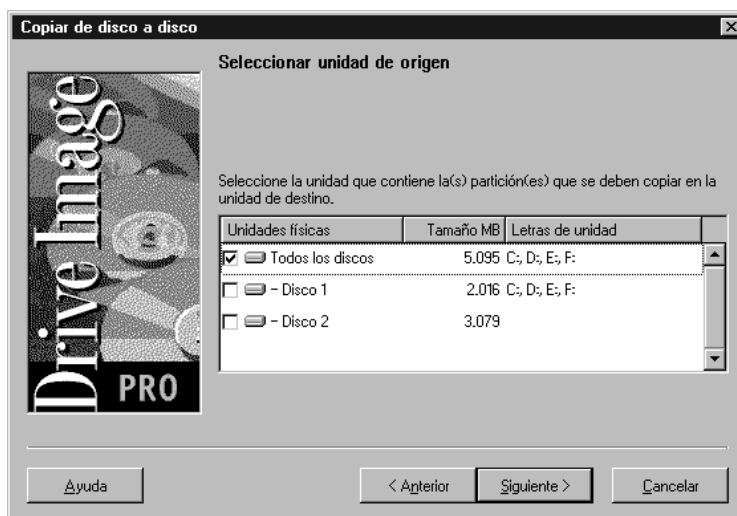 Copiar de disco a disco
Drive Image
PRO
Seleccionar unidad de origen
Seleccione la unidad que contiene la(s) partición(es) que se deben copiar en la
unidad de destino.
Unidades físicas Tamaño MB Letras de unidad
Todos los discos 5.095 C:, D:, E:, F:
- Disco 1 2.016 C:, D:, E:, F:
- Disco 2 3.079
Ayuda < Anterior Siguiente > Cancelar